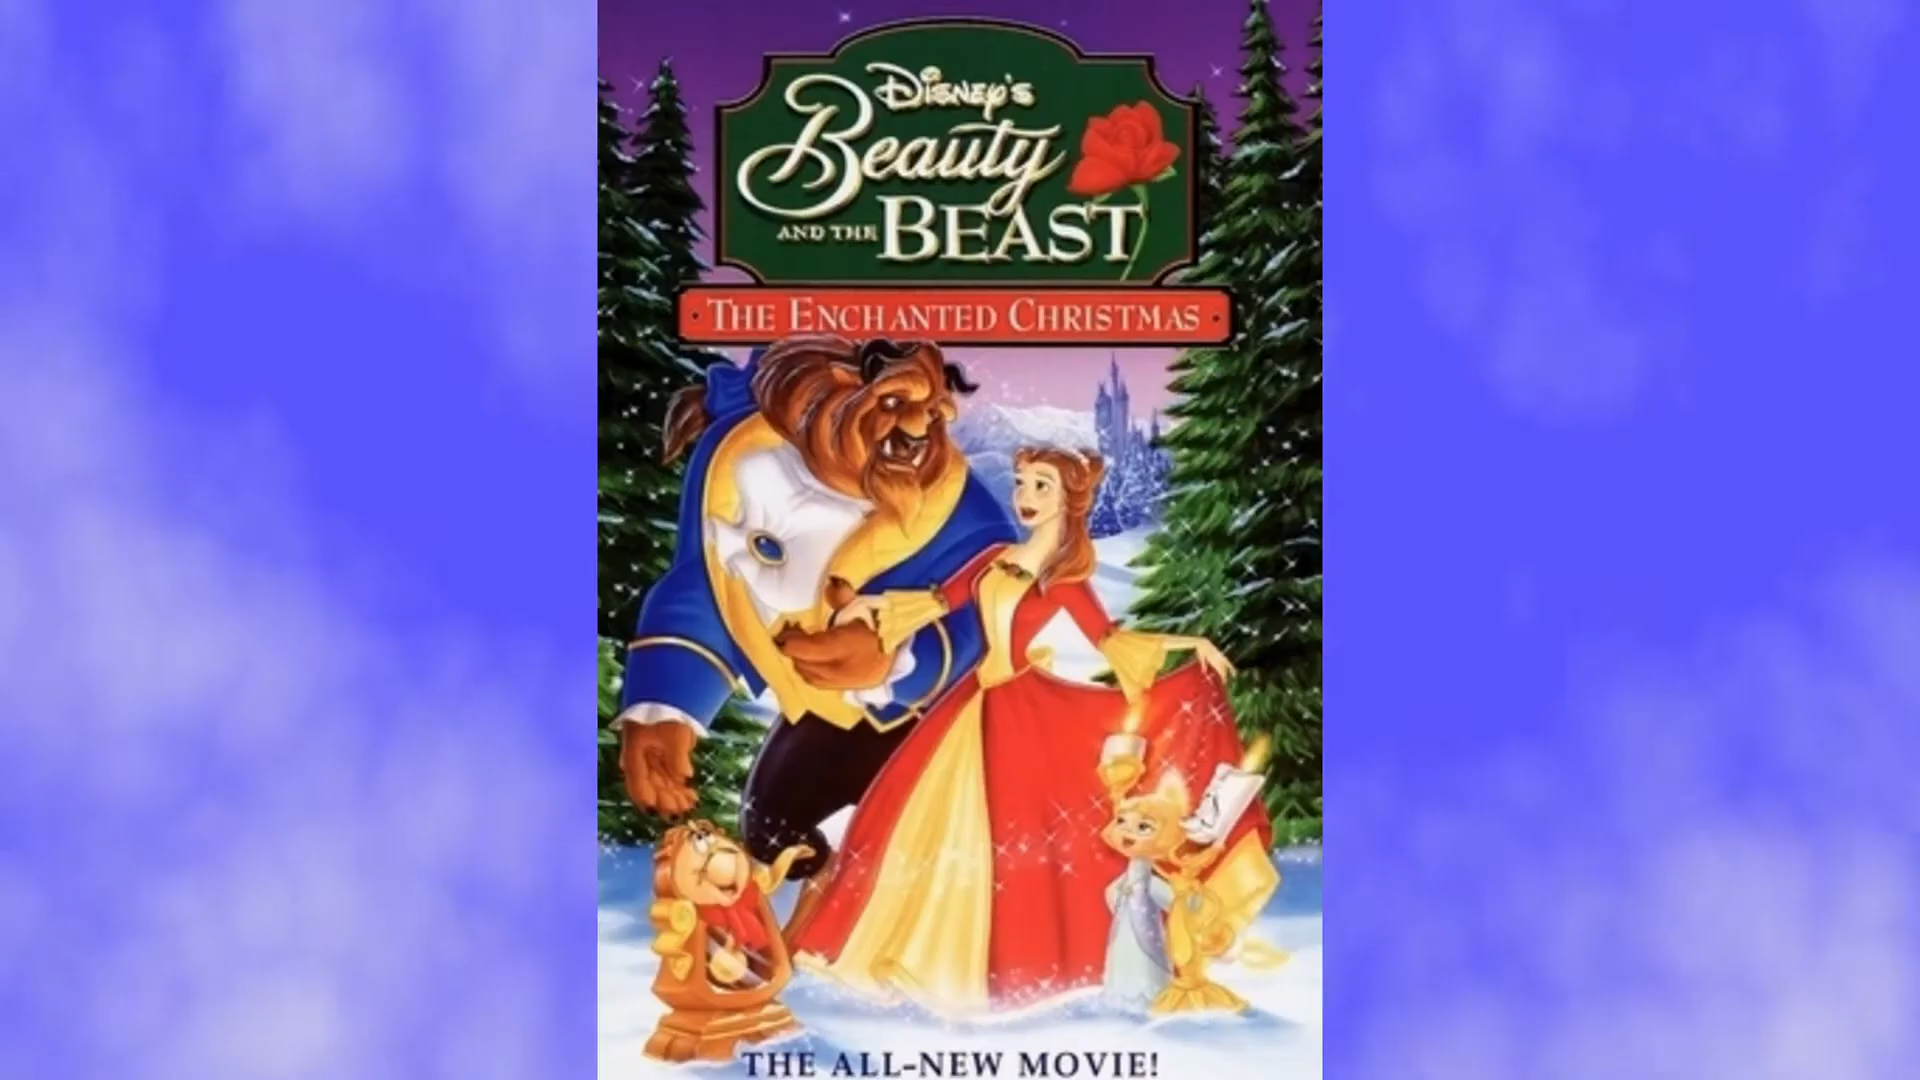 Disney's
Beauty
AND THE BEAST
• THE ENCHANTED CHRISTMAS •
THE ALL-NEW MOVIE!